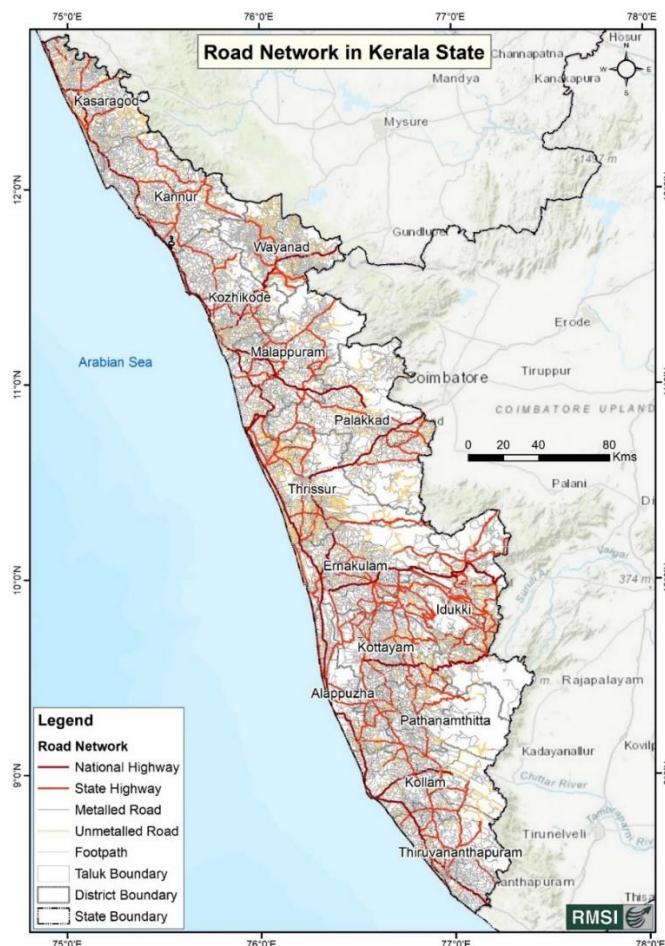 75°0'E
76°0'E
77°0'E
78°0'E
Road Network in Kerala State
Channapatna
Hosur
N
W
E
S
Mandya
Kanakapura
Kasaragod
Mysure
1497 m
12°0'N
Kannur
Gundlupet
Wayanad
Kozhikode
Erode
Malappuram
Arabian Sea
11°0'N
Coimbatore
Tiruppur
COIMBATORE UPLAND
Palakkad
0 20 40 80
Kms
Thrissur
Palani
Ernakulam
10°0'N
374 m
Idukki
Kottayam
Alappuzha
Rajapalayam
Pathanamthitta
Kadayanallur
Kovilp
9°0'N
Kollam
Chittar River
Tirunelveli
Thiruvananthapuram
nanthapuram
Thisa
Legend
Road Network
National Highway
State Highway
Metalled Road
Unmetalled Road
Footpath
Taluk Boundary
District Boundary
State Boundary
RMSI
75°0'E
76°0'E
77°0'E
78°0'E